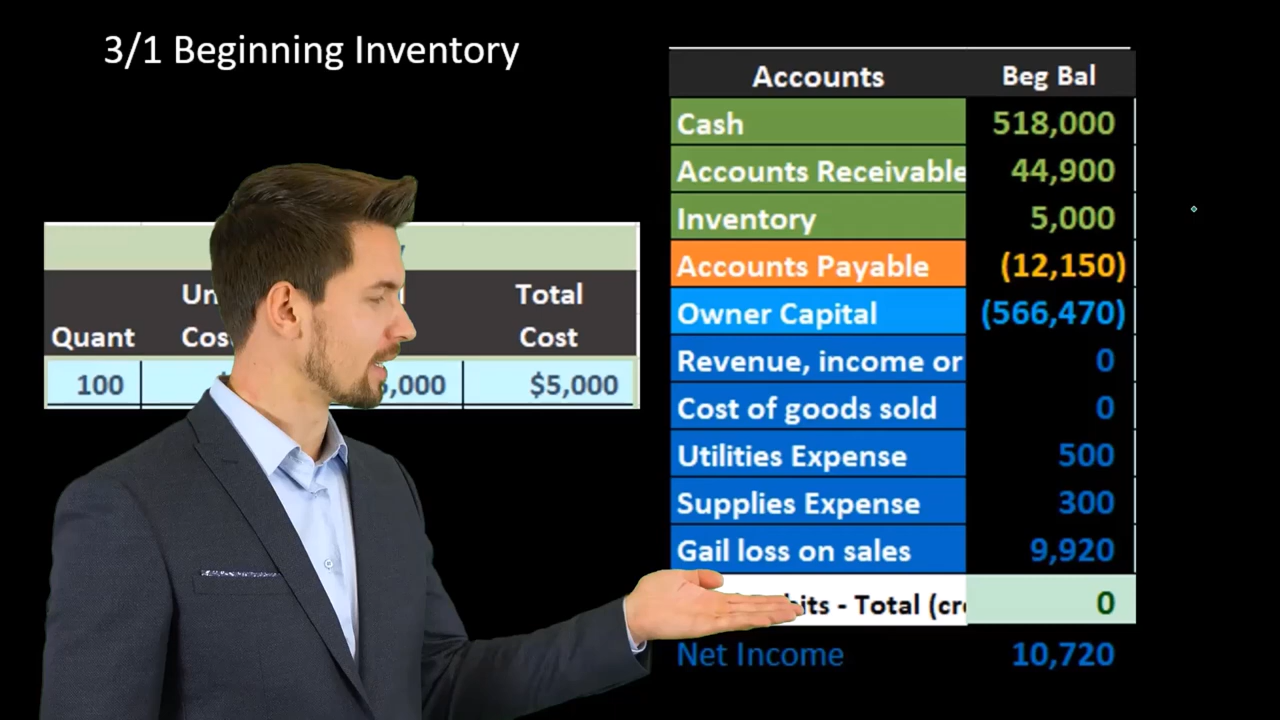 3/1 Beginning Inventory
Total
Quant Cost
100 $5,000
Accounts Beg Bal
Cash 518,000
Accounts Receivable 44,900
Inventory 5,000
Accounts Payable (12,150)
Owner Capital (566,470)
Revenue, income or 0
Cost of goods sold 0
Utilities Expense 500
Supplies Expense 300
Gail loss on sales 9,920
- Total 0
Net Income 10,720